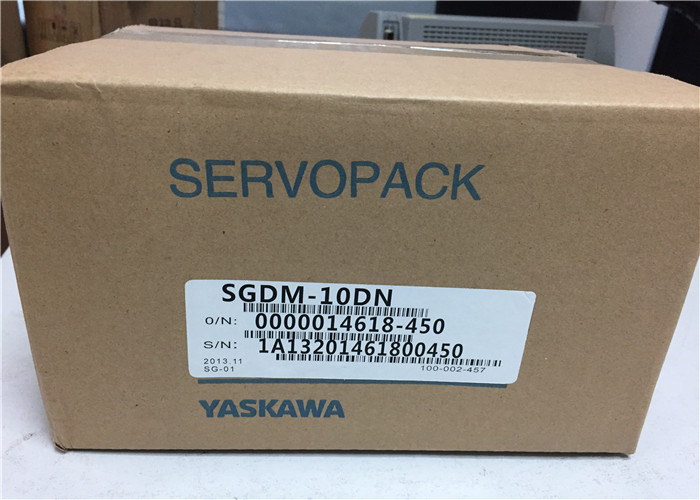 SERVOPACK
SGDM-10DN
O/N: 0000014618-450
S/N: 1A13201461800450
2013.11
SG-01 100-002-457
YASKAWA